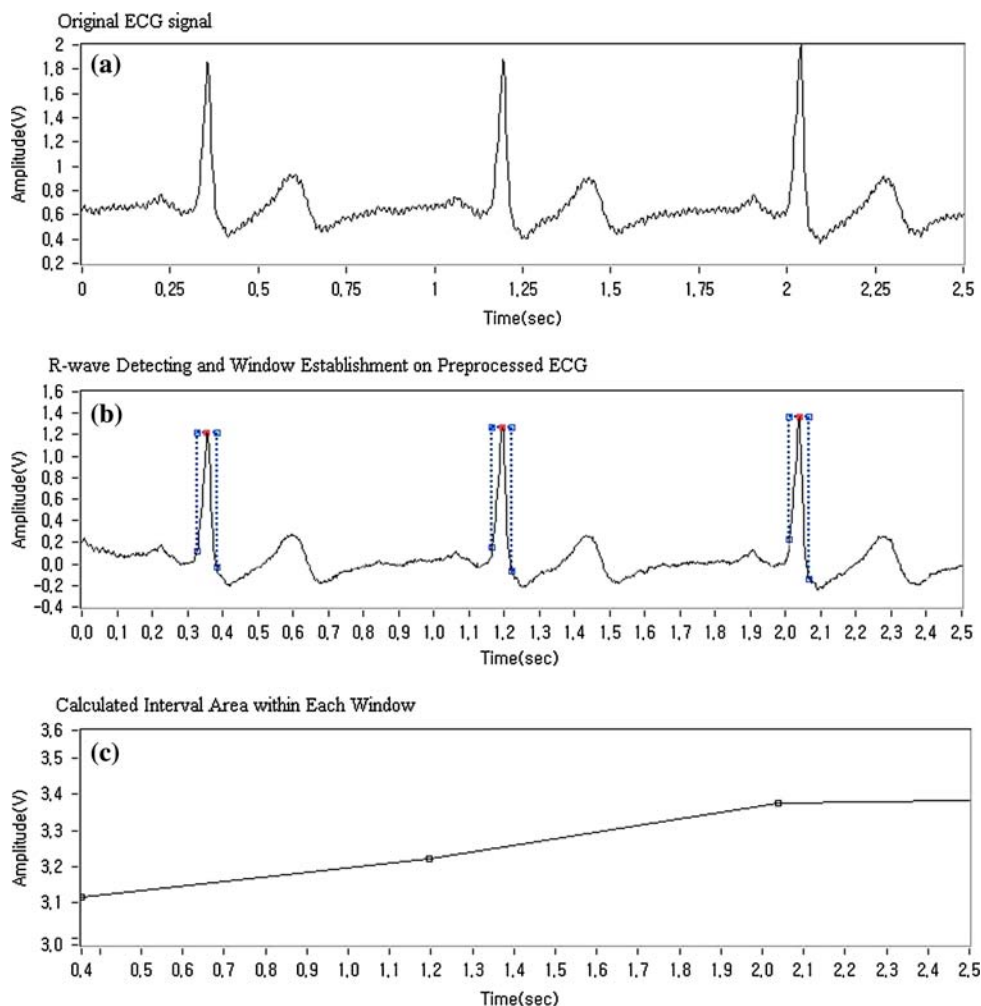 Original ECG signal
(a)
Amplitude(V)
2
1,8
1,6
1,4
1,2
1
0,8
0,6
0,4
0,2
0 0,25 0,5 0,75 1 1,25 1,5 1,75 2 2,25 2,5
Time(sec)
R-wave Detecting and Window Establishment on Preprocessed ECG
(b)
Amplitude(V)
1,6
1,4
1,2
1,0
0,8
0,6
0,4
0,2
0,0
-0,2
-0,4
0,0 0,1 0,2 0,3 0,4 0,5 0,6 0,7 0,8 0,9 1,0 1,1 1,2 1,3 1,4 1,5 1,6 1,7 1,8 1,9 2,0 2,1 2,2 2,3 2,4 2,5
Time(sec)
Calculated Interval Area within Each Window
(c)
Amplitude(V)
3,6
3,5
3,4
3,3
3,2
3,1
3,0
0,4 0,5 0,6 0,7 0,8 0,9 1,0 1,1 1,2 1,3 1,4 1,5 1,6 1,7 1,8 1,9 2,0 2,1 2,2 2,3 2,4 2,5
Time(sec)